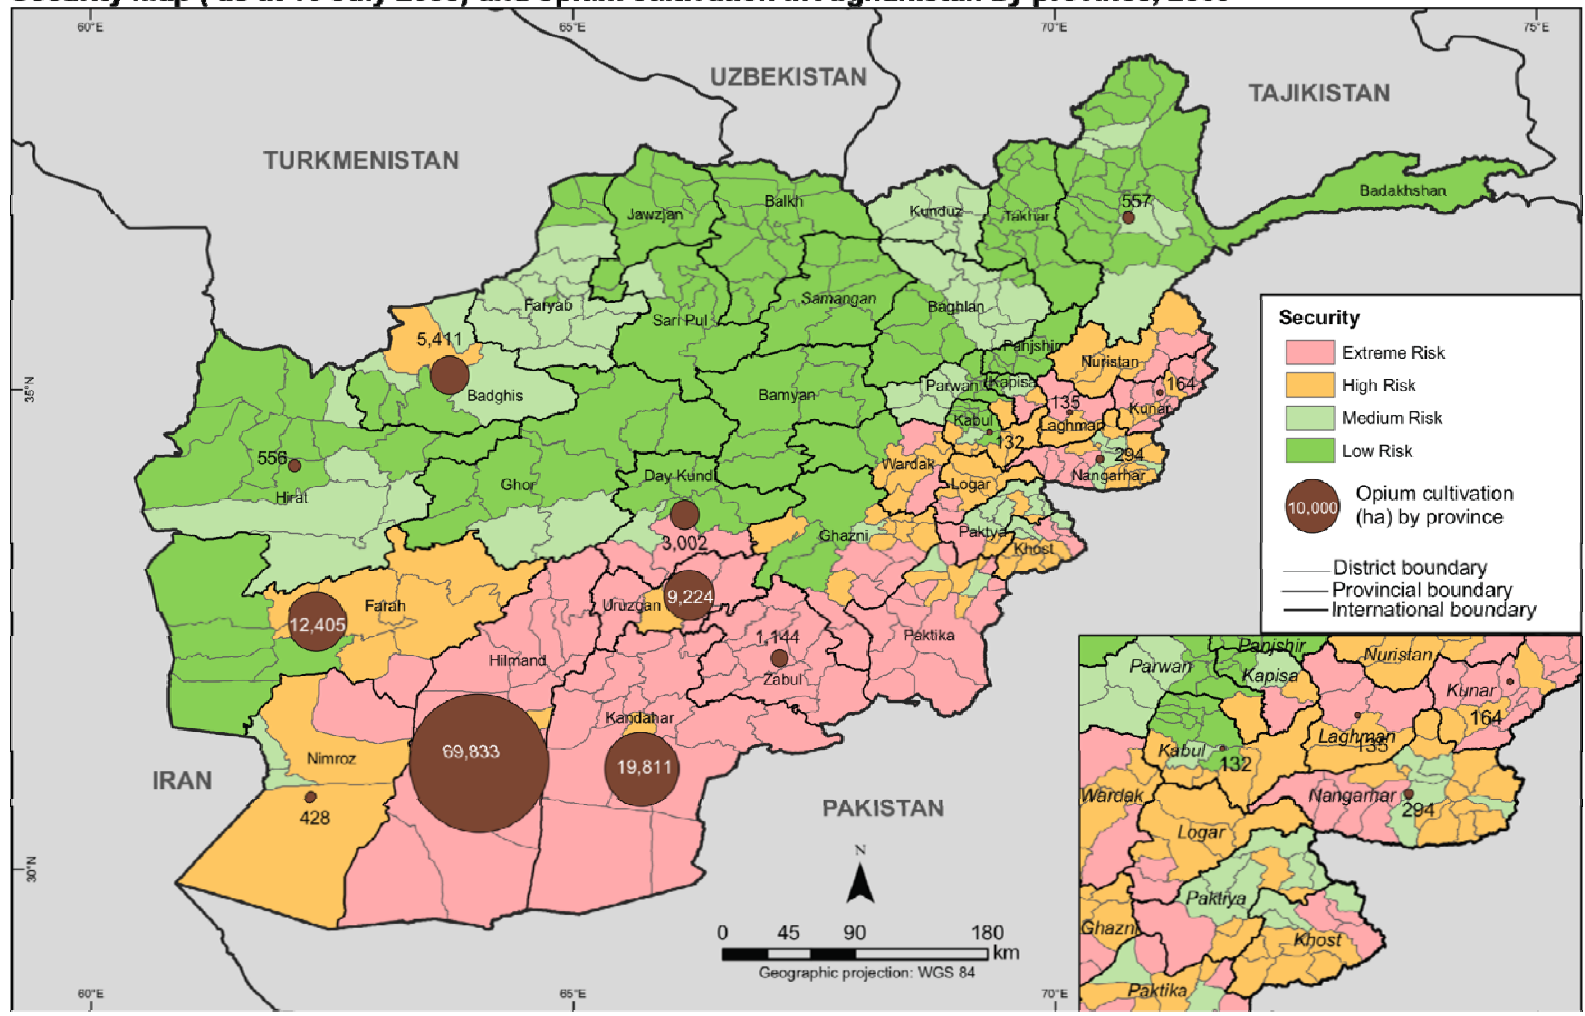 60°E 65°E 70°E 75°E
UZBEKISTAN
TAJIKISTAN
TURKMENISTAN
Badakhshan
557
Balkh
Jawzjan
Kunduz
Takhar
Samangan
Faryab
Baghlan
Sari Pul
5,411
Panjshir
Nuristan
35°N
Badghis
Bamyan
Parwan
Kapisa
164
135
Kunar
Kabul
132
Laghman
556
Wardak
294
Nangarhar
Hirat
Ghor
Day Kundi
Logar
3,002
Ghazni
Paktya
Khost
12,405
Farah
Uruzgan
9,224
1,144
Paktika
Hilmand
Zabul
Kandahar
69,833
19,811
Nimroz
IRAN
428
PAKISTAN
30°N
N
0 45 90 180
km
Geographic projection: WGS 84
60°E 65°E 70°E
Security
Extreme Risk
High Risk
Medium Risk
Low Risk
10,000
Opium cultivation
(ha) by province
District boundary
Provincial boundary
International boundary
Panjshir
Nuristan
Parwan
Kapisa
Kunar
164
Laghman
135
Kabul
132
Wardak
Nangarhar
294
Logar
Paktya
Ghazni
Khost
Paktika